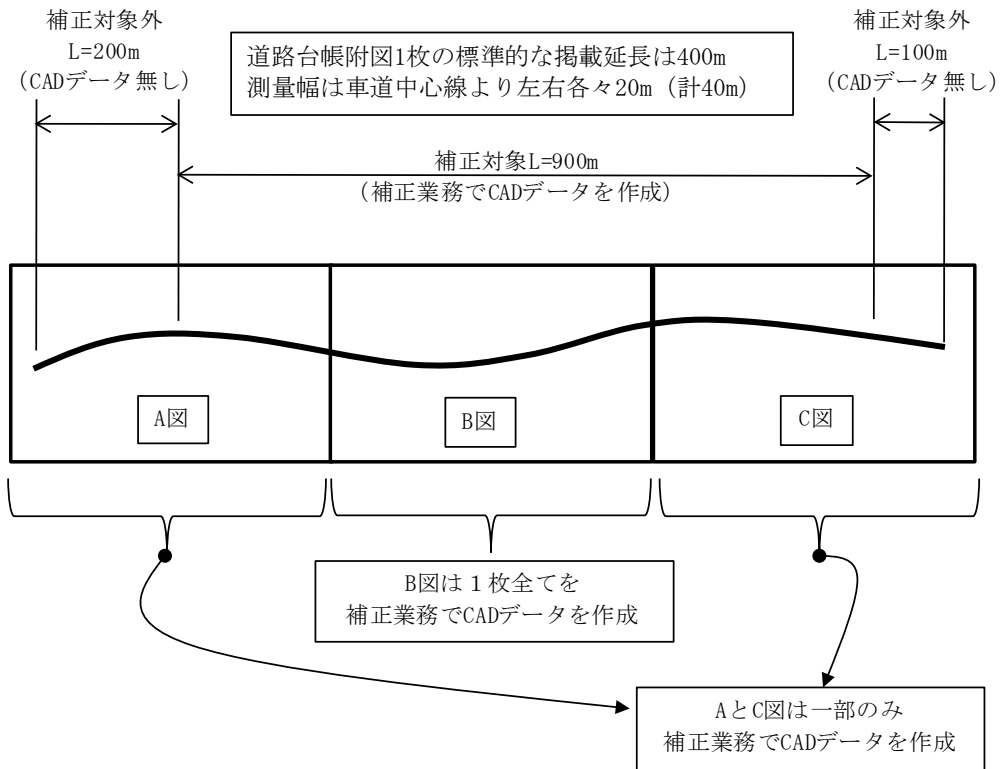 補正対象外
L=200m
(CADデータ無し)
道路台帳附図1枚の標準的な掲載延長は400m
測量幅は車道中心線より左右各々20m（計40m）
補正対象外
L=100m
(CADデータ無し)
補正対象L=900m
(補正業務でCADデータを作成)
A図
B図
C図
B図は１枚全てを
補正業務でCADデータを作成
AとC図は一部のみ
補正業務でCADデータを作成